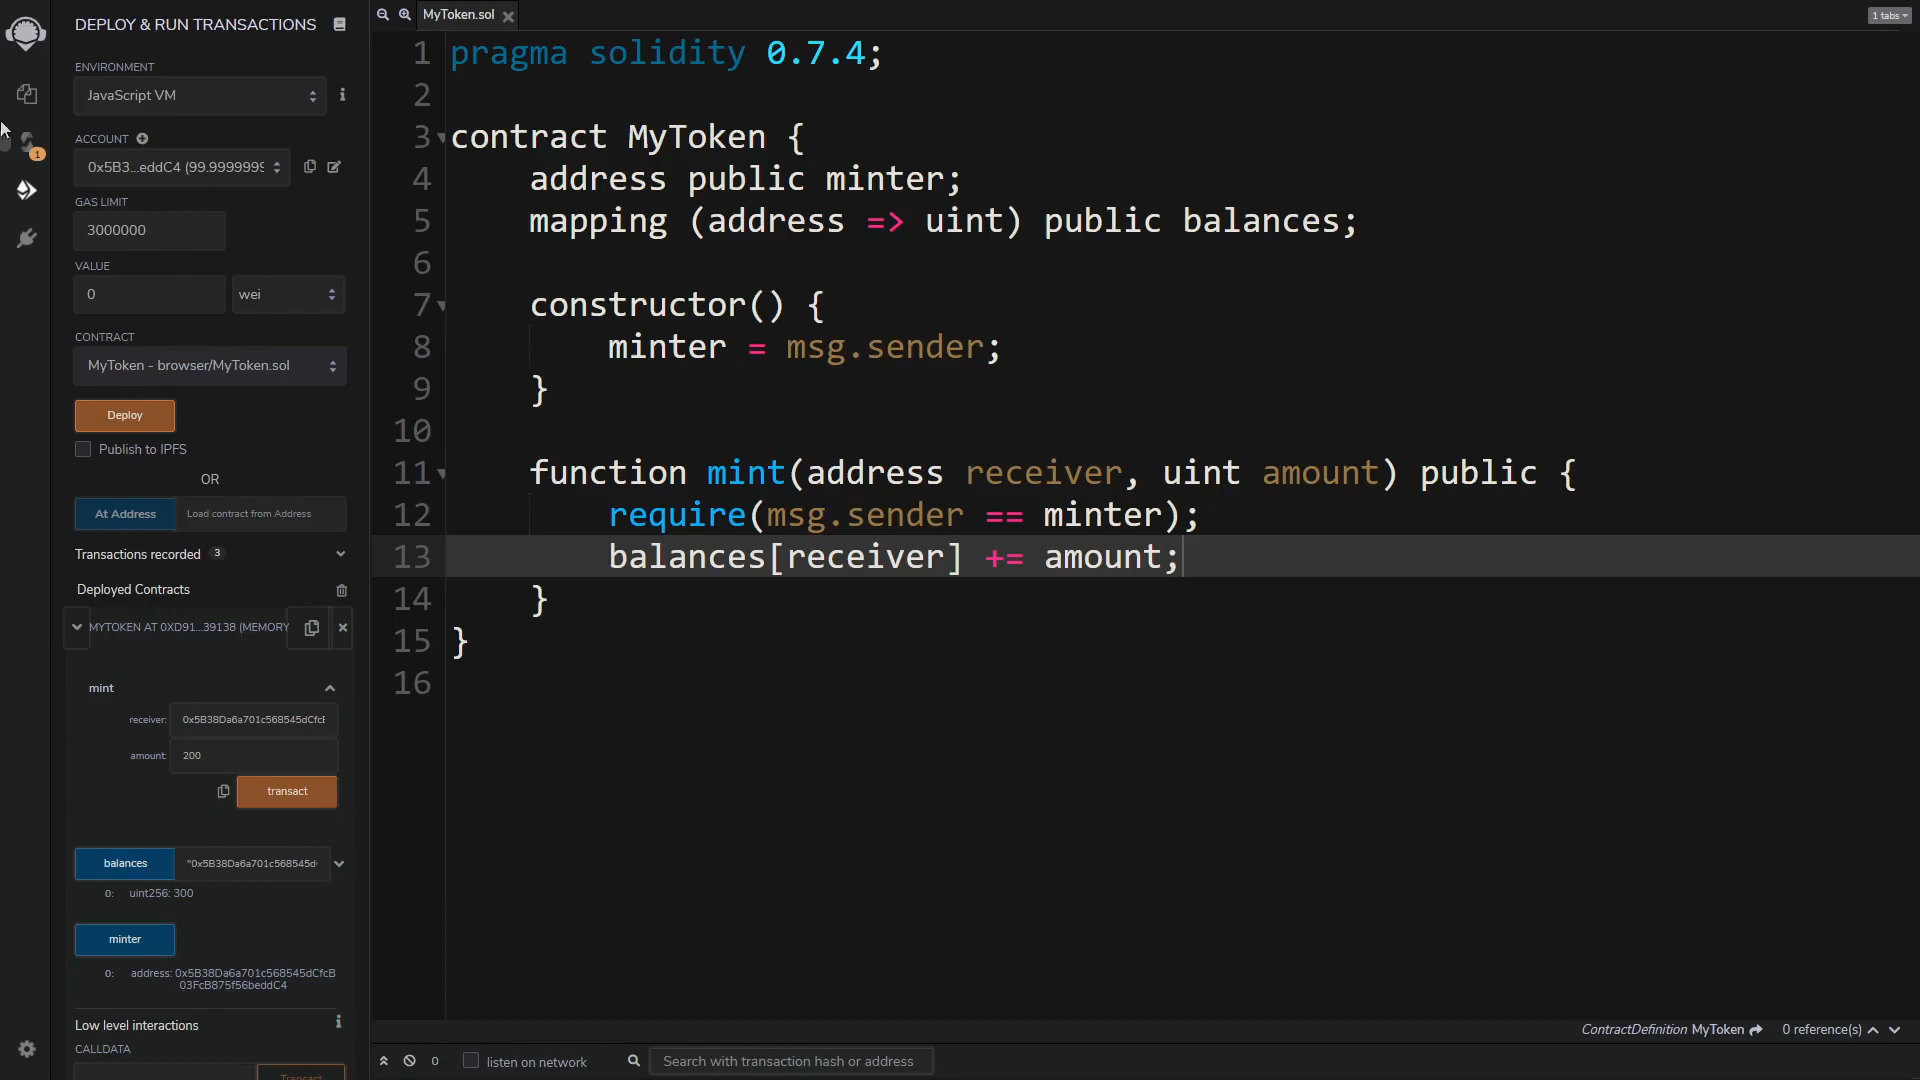 DEPLOY & RUN TRANSACTIONS
ENVIRONMENT
JavaScript VM
ACCOUNT
0x5B3...eddC4 (99.9999999
GAS LIMIT
3000000
VALUE
0
wei
CONTRACT
MyToken - browser/MyToken.sol
Deploy
Publish to IPFS
OR
At Address
Load contract from Address
Transactions recorded 3
Deployed Contracts
MYTOKEN AT 0XD91...39138 (MEMORY
mint
receiver: 0x5B38Da6a701c568545dCfcB
amount: 200
transact
balances
"0x5B38Da6a701c568545d
0: uint256: 300
minter
0: address: 0x5B38Da6a701c568545dCfcB
03FcB875f56beddC4
Low level interactions
CALLDATA
Transact
1
MyToken.sol
1 tabs
1 pragma solidity 0.7.4;
2
3 contract MyToken {
4 address public minter;
5 mapping (address => uint) public balances;
6
7 constructor() {
8 minter = msg.sender;
9 }
10
11 function mint(address receiver, uint amount) public {
12 require(msg.sender == minter);
13 balances[receiver] += amount;
14 }
15 }
16
ContractDefinition MyToken
0 reference(s)
0
listen on network
Search with transaction hash or address